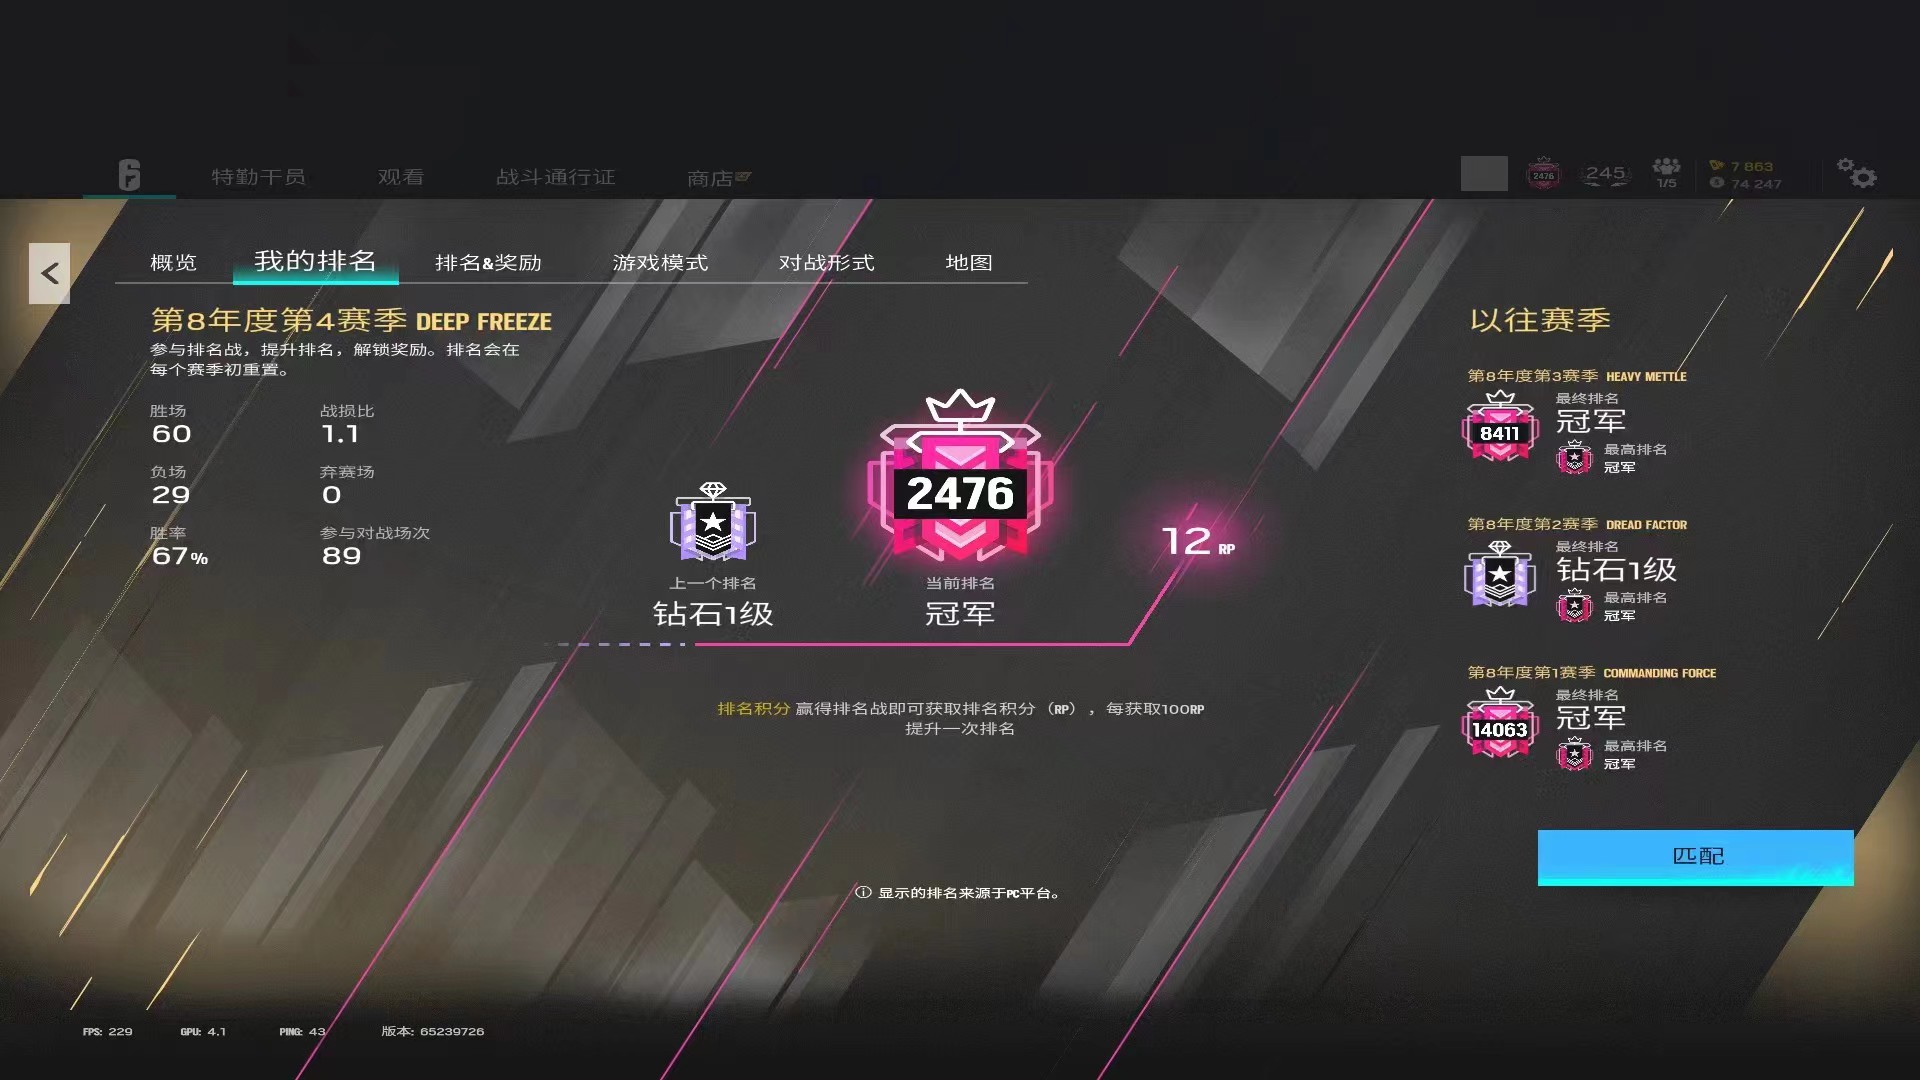 特勤干员 观看 战斗通行证 商店 2476 245 1/5 7 863
74 247
概览 我的排名 排名&奖励 游戏模式 对战形式 地图
第8年度第4赛季 DEEP FREEZE
参与排名战，提升排名，解锁奖励。排名会在
每个赛季初重置。
胜场 战损比
60 1.1
负场 弃赛场
29 0
胜率 参与对战场次
67% 89
上一个排名
钻石1级
2476
当前排名
冠军
12 RP
排名积分 赢得排名战即可获取排名积分（RP），每获取100RP
提升一次排名
显示的排名来源于PC平台。
以往赛季
第8年度第3赛季 HEAVY METTLE
8411
最终排名
冠军
最高排名
冠军
第8年度第2赛季 DREAD FACTOR
最终排名
钻石1级
最高排名
冠军
第8年度第1赛季 COMMANDING FORCE
14063
最终排名
冠军
最高排名
冠军
匹配
FPS: 229 GPU: 4.1 PING: 43 版本: 65239726